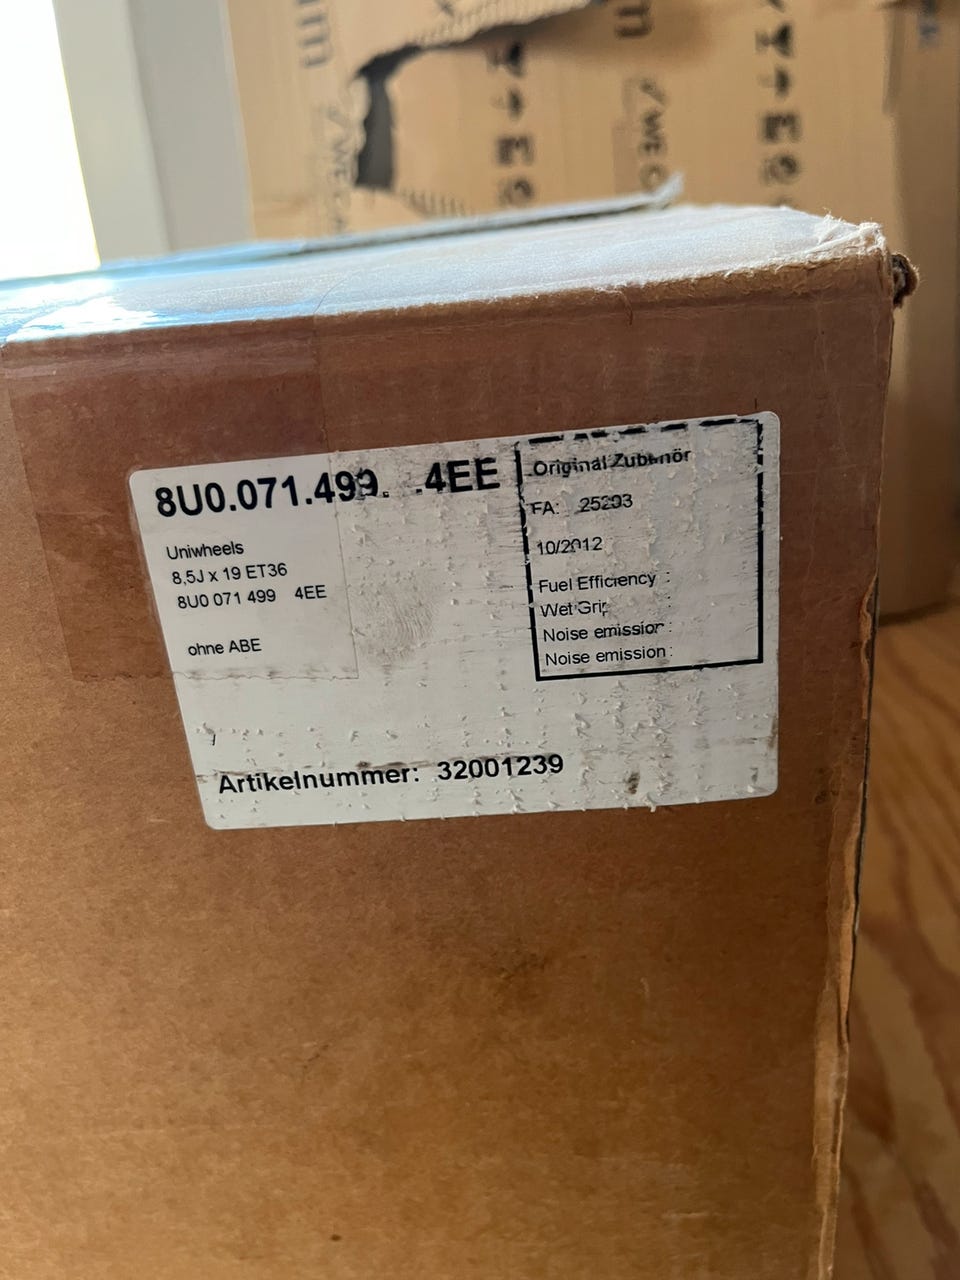 8U0.071.499. .4EE
Uniwheels
8,5J x 19 ET36
8U0 071 499 4EE
ohne ABE
Original Zubehör
FA: 25293
10/2012
Fuel Efficiency :
Wet Grip :
Noise emission :
Noise emission :
Artikelnummer: 32001239